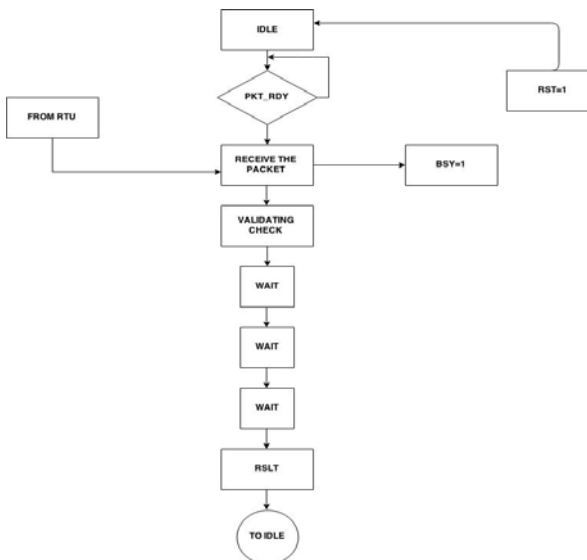 IDLE
PKT_RDY
RST=1
FROM RTU
RECEIVE THE
PACKET
BSY=1
VALIDATING
CHECK
WAIT
WAIT
WAIT
RSLT
TO IDLE